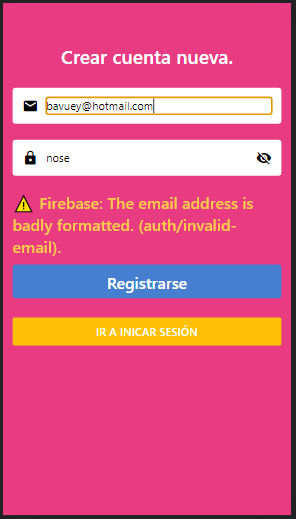 Crear cuenta nueva.
bavuey@hotmail.com
nose
⚠ Firebase: The email address is
badly formatted. (auth/invalid-
email).
Registrarse
IR A INICAR SESIÓN